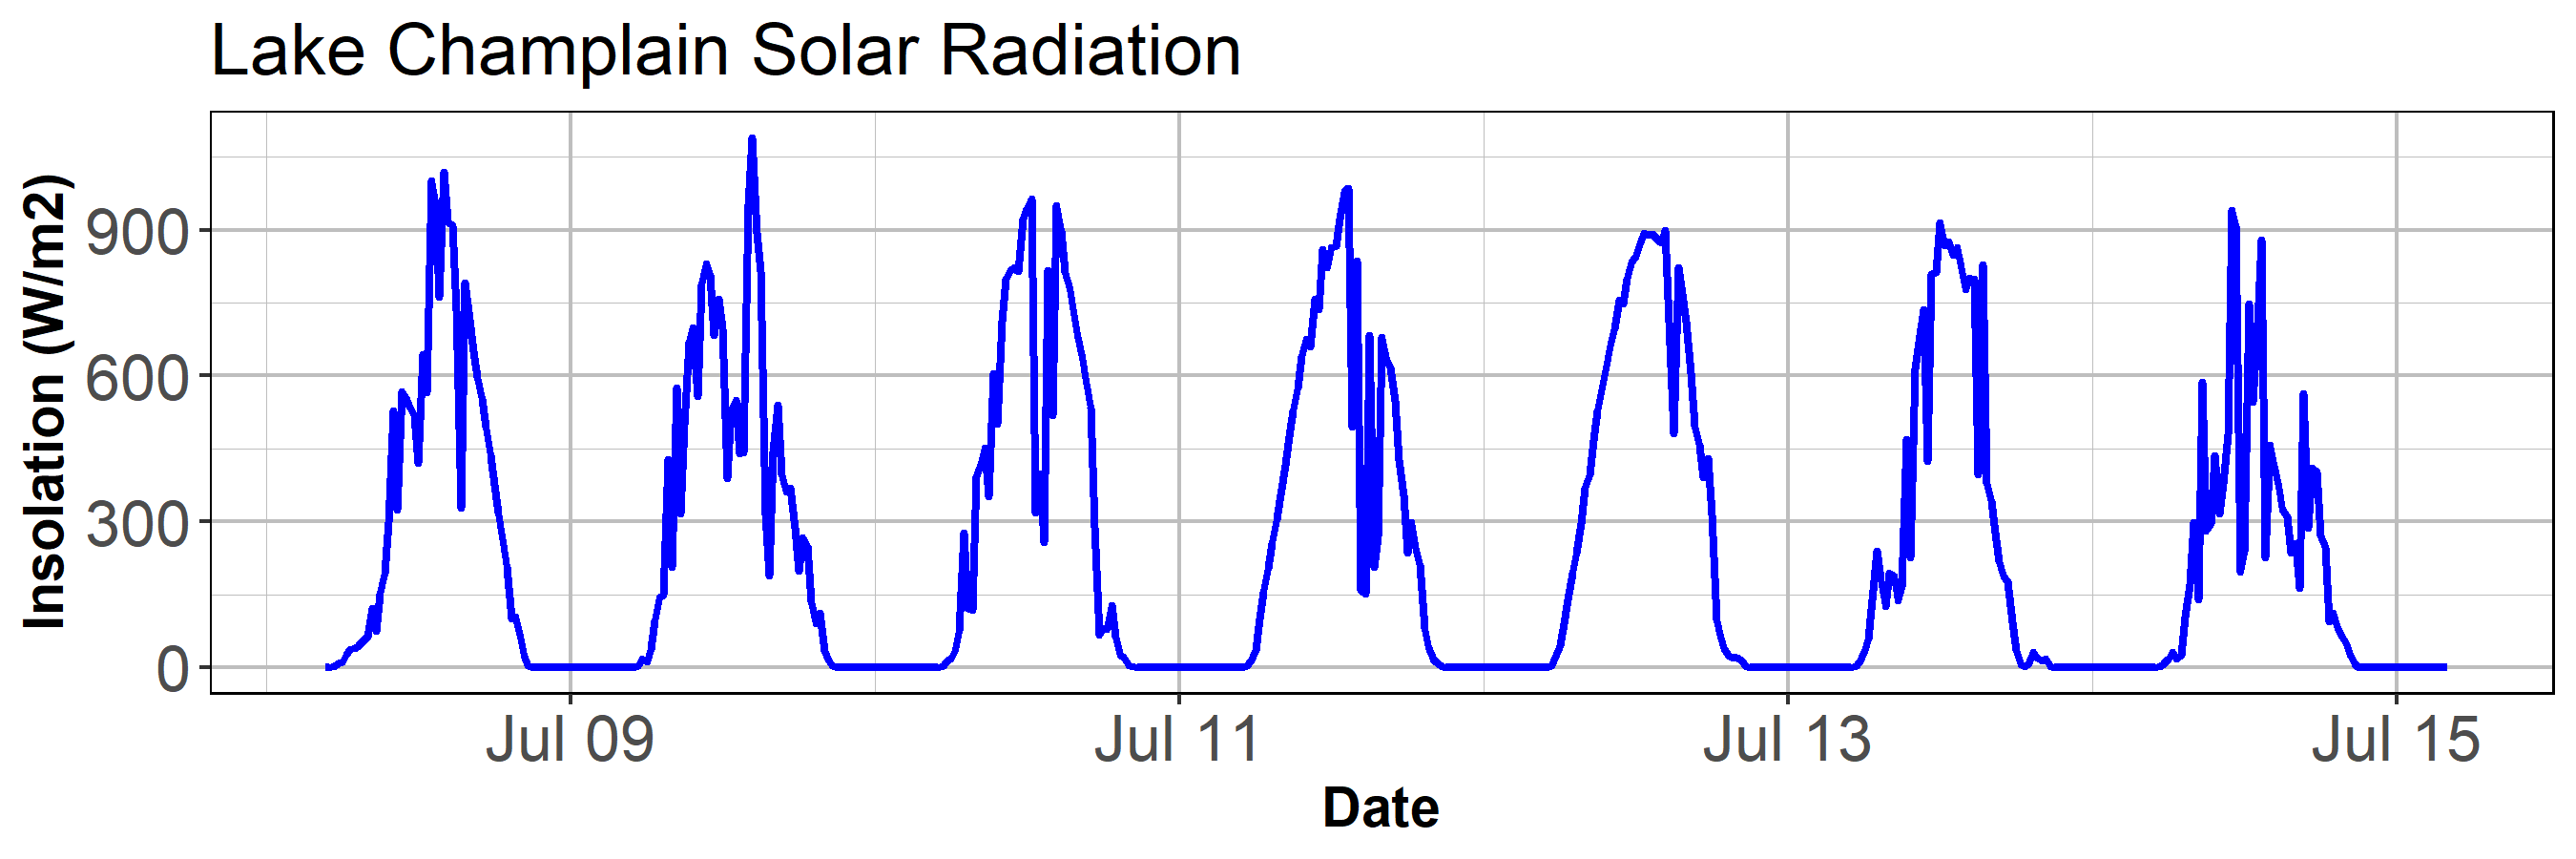 Lake Champlain Solar Radiation
Insolation (W/m2)
900
600
300
0
Jul 09 Jul 11 Jul 13 Jul 15
Date